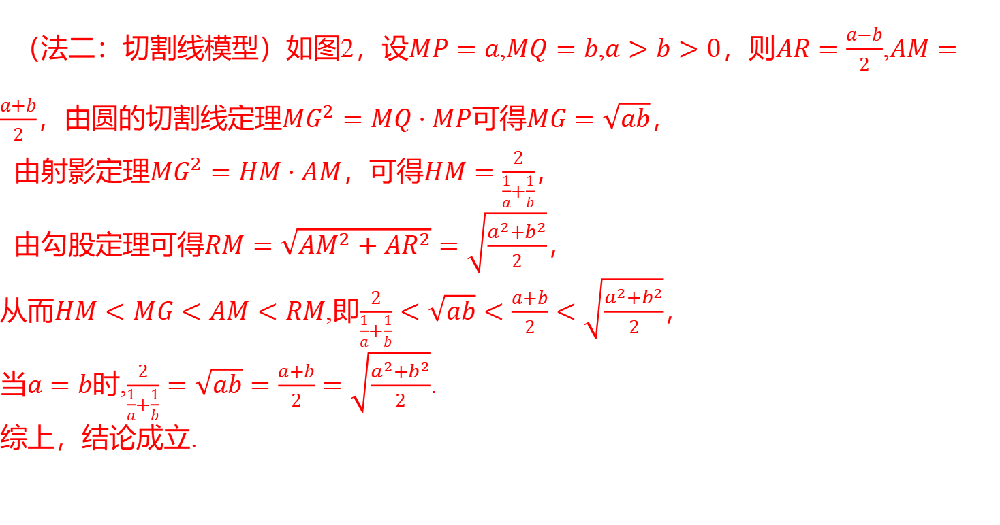 （法二：切割线模型）如图2，设$MP=a,MQ=b,a>b>0$，则$AR=\frac{a-b}{2},AM=$
$\frac{a+b}{2}$，由圆的切割线定理$MG^2=MQ\cdot MP$可得$MG=\sqrt{ab}$，
由射影定理$MG^2=HM\cdot AM$，可得$HM=\frac{2}{\frac{1}{a}+\frac{1}{b}}$，
由勾股定理可得$RM=\sqrt{AM^2+AR^2}=\sqrt{\frac{a^2+b^2}{2}}$，
从而$HM<MG<AM<RM$,即$\frac{2}{\frac{1}{a}+\frac{1}{b}}<\sqrt{ab}<\frac{a+b}{2}<\sqrt{\frac{a^2+b^2}{2}}$，
当$a=b$时,$\frac{2}{\frac{1}{a}+\frac{1}{b}}=\sqrt{ab}=\frac{a+b}{2}=\sqrt{\frac{a^2+b^2}{2}}$.
综上，结论成立.